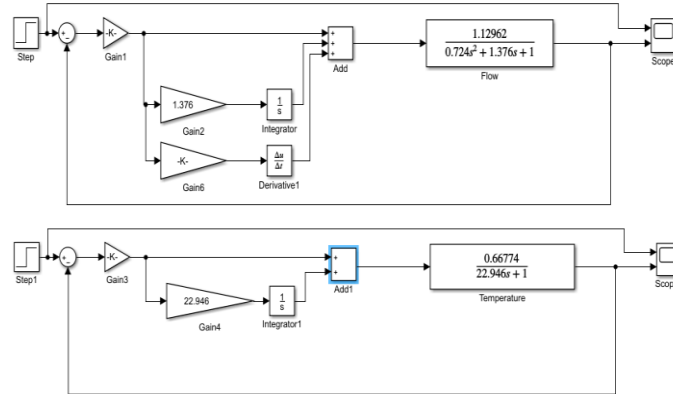 Step
+
-
-K-
Gain1
+
+
+
Add
1.12962
0.724s² + 1.376s + 1
Flow
Scope
1.376
Gain2
1
s
Integrator
-K-
Gain6
Δu
Δt
Derivative1
Step1
+
-
-K-
Gain3
+
+
Add1
0.66774
22.946s + 1
Temperature
Scop
22.946
Gain4
1
s
Integrator1